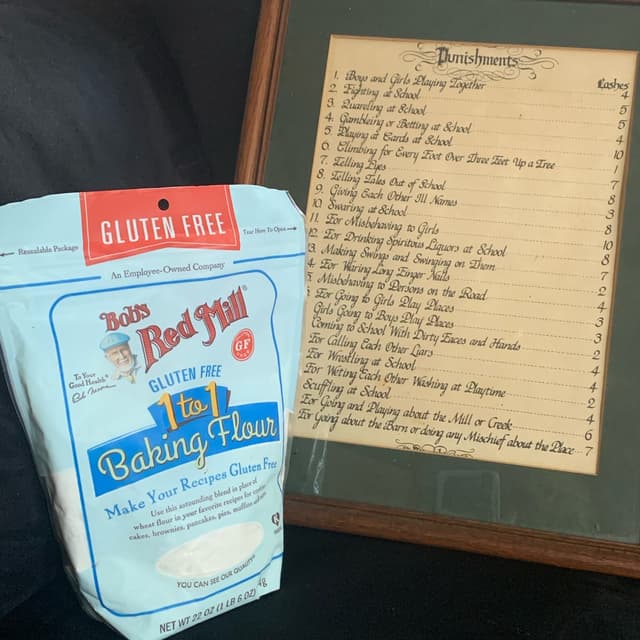 GLUTEN FREE
Resealable Package
Tear Here To Open
An Employee-Owned Company
Bob's
Red Mill®
To Your
Good Health
GF
GLUTEN FREE
1 to 1
Baking Flour
Make Your Recipes Gluten Free
Use this astounding blend in place of
wheat flour in your favorite recipes for
cakes, brownies, pancakes, pies, muffins
YOU CAN SEE OUR QUALITY
NET WT 22 OZ (1 LB 6 OZ)
Punishments
Lashes
1. Boys and Girls Playing Together 4
2. Fighting at School 5
3. Quareling at School 5
4. Gambleing or Betting at School 4
5. Playing at Cards at School 10
6. Climbing for Every Foot Over Three Feet Up a Tree 1
7. Telling Lyes 7
8. Telling Tales Out of School 8
9. Giving Each Other Ill Names 3
10 Swaring at School 8
11. For Misbehaving to Girls 10
12. For Drinking Spiritous Liquors at School 8
3. Making Swings and Swinging on Them 7
4. For Waring Long Finger Nails 2
Misbehaving to Persons on the Road 4
For Going to Girls Play Places 3
Girls Going to Boys Play Places 3
Coming to School With Dirty Faces and Hands 2
For Calling Each Other Liars 4
For Wrestling at School 4
For Weting Each Other Washing at Playtime 2
Scuffling at School 4
For Going and Playing about the Mill or Creek 6
For Going about the Barn or doing any Mischief about the Place 7